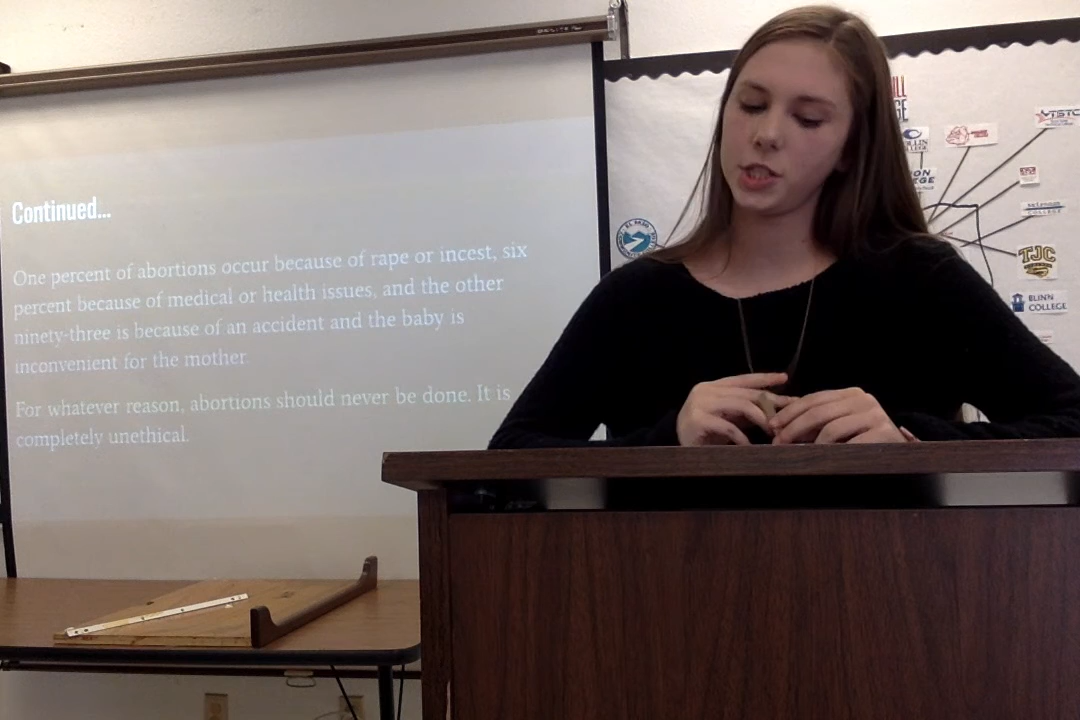 Continued...
One percent of abortions occur because of rape or incest, six
percent because of medical or health issues, and the other
ninety-three is because of an accident and the baby is
inconvenient for the mother.
For whatever reason, abortions should never be done. It is
completely unethical.
TSTC
COLLEGE
TJC
BLINN
COLLEGE